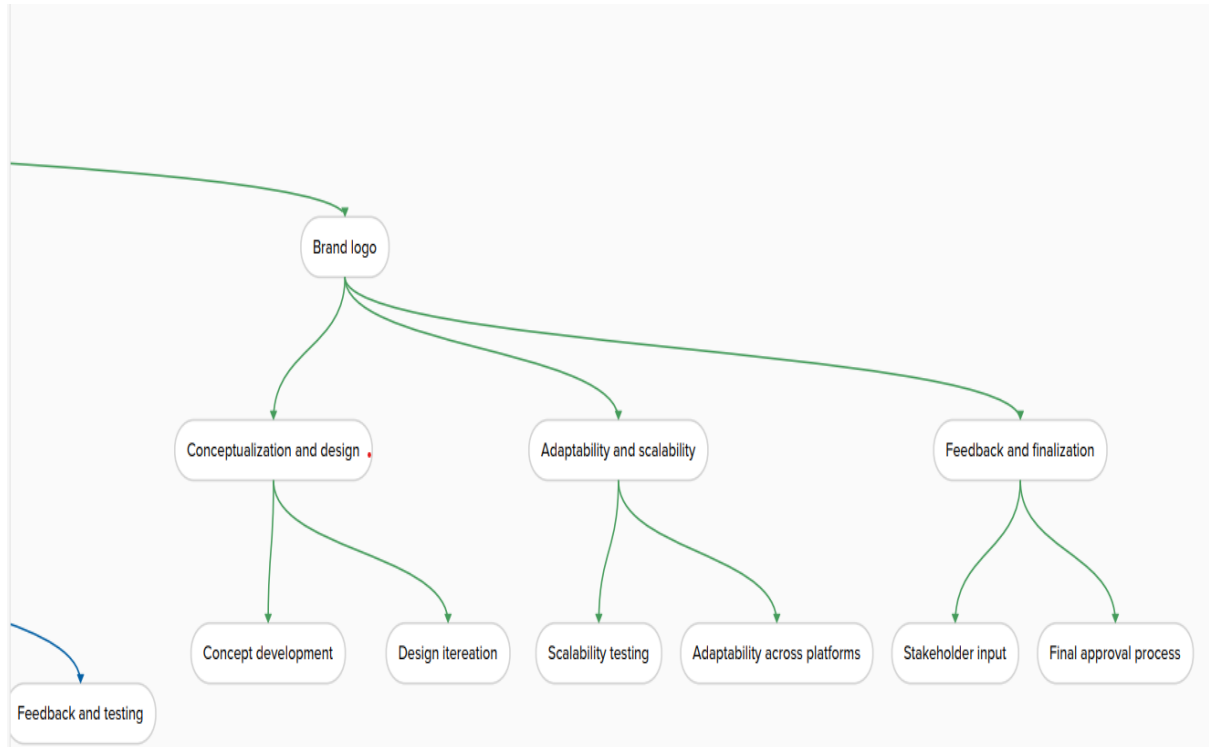 Brand logo
Conceptualization and design
Adaptability and scalability
Feedback and finalization
Concept development
Design itereation
Scalability testing
Adaptability across platforms
Stakeholder input
Final approval process
Feedback and testing